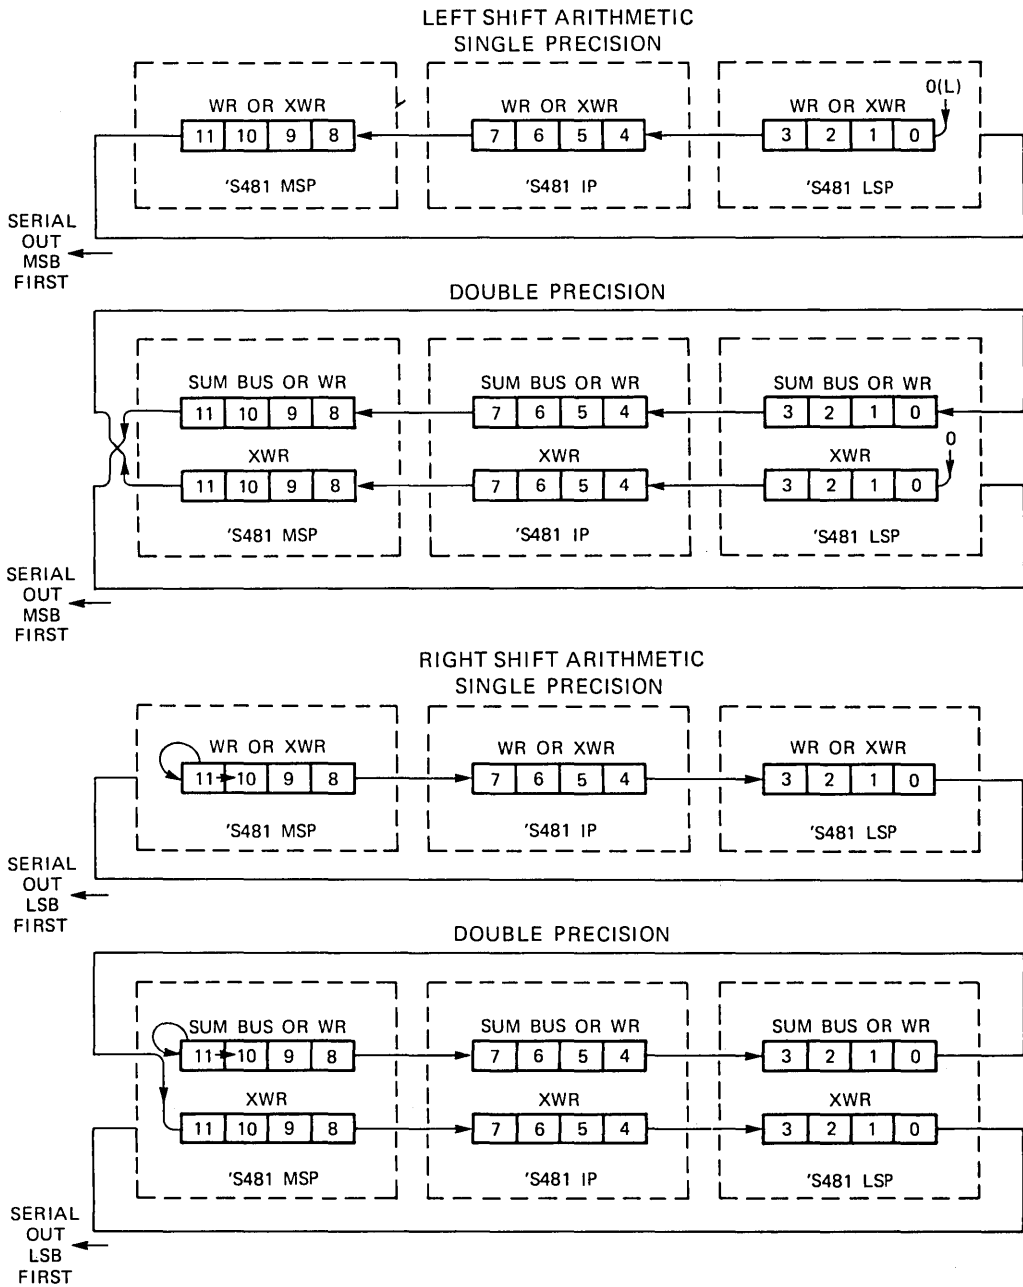 LEFT SHIFT ARITHMETIC
SINGLE PRECISION
WR OR XWR WR OR XWR WR OR XWR 0(L)
11 10 9 8 7 6 5 4 3 2 1 0
'S481 MSP 'S481 IP 'S481 LSP
SERIAL
OUT
MSB
FIRST
DOUBLE PRECISION
SUM BUS OR WR SUM BUS OR WR SUM BUS OR WR
11 10 9 8 7 6 5 4 3 2 1 0
XWR XWR XWR 0
11 10 9 8 7 6 5 4 3 2 1 0
'S481 MSP 'S481 IP 'S481 LSP
SERIAL
OUT
MSB
FIRST
RIGHT SHIFT ARITHMETIC
SINGLE PRECISION
WR OR XWR WR OR XWR WR OR XWR
11 10 9 8 7 6 5 4 3 2 1 0
'S481 MSP 'S481 IP 'S481 LSP
SERIAL
OUT
LSB
FIRST
DOUBLE PRECISION
SUM BUS OR WR SUM BUS OR WR SUM BUS OR WR
11 10 9 8 7 6 5 4 3 2 1 0
XWR XWR XWR
11 10 9 8 7 6 5 4 3 2 1 0
'S481 MSP 'S481 IP 'S481 LSP
SERIAL
OUT
LSB
FIRST